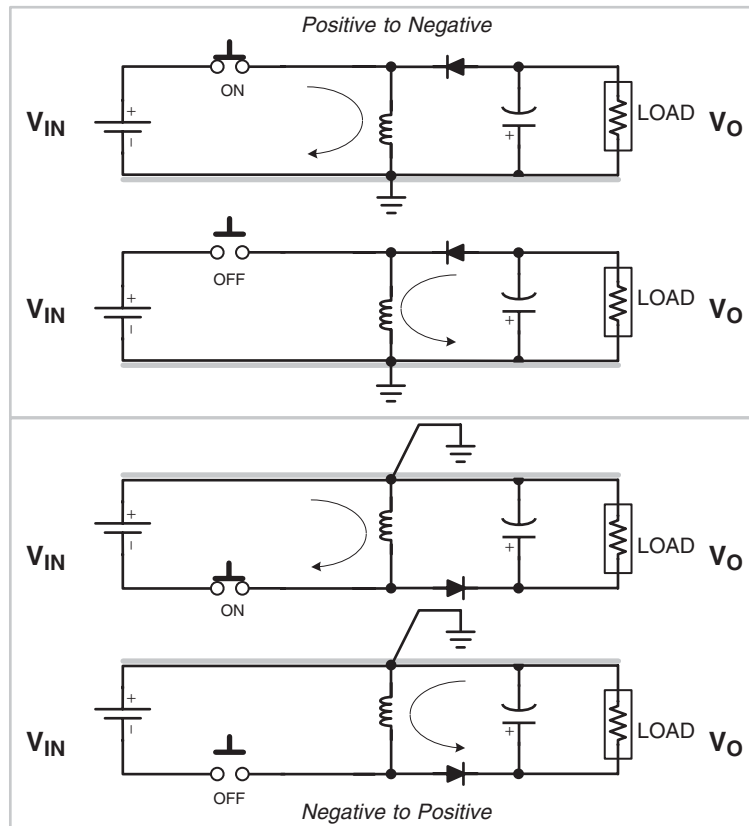 Positive to Negative
ON
V_IN
+
–
+
LOAD
V_O
OFF
V_IN
+
–
+
LOAD
V_O
V_IN
+
–
+
LOAD
V_O
ON
V_IN
+
–
+
LOAD
V_O
OFF
Negative to Positive